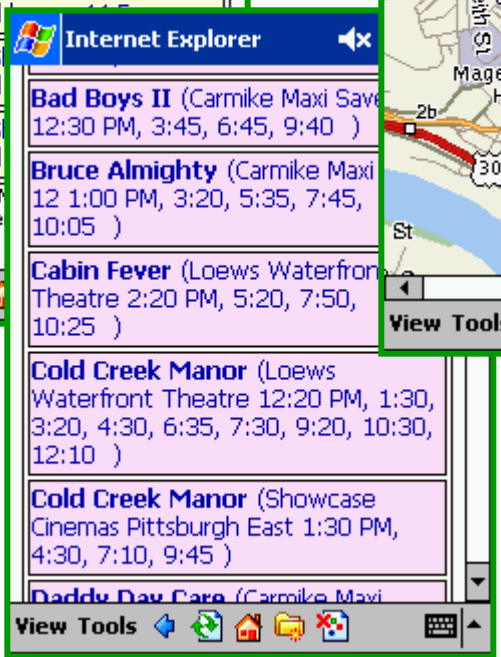 Internet Explorer
Bad Boys II (Carmike Maxi Save
12:30 PM, 3:45, 6:45, 9:40 )
Bruce Almighty (Carmike Maxi
12 1:00 PM, 3:20, 5:35, 7:45,
10:05 )
Cabin Fever (Loews Waterfron
Theatre 2:20 PM, 5:20, 7:50,
10:25 )
Cold Creek Manor (Loews
Waterfront Theatre 12:20 PM, 1:30,
3:20, 4:30, 6:35, 7:30, 9:20, 10:30,
12:10 )
Cold Creek Manor (Showcase
Cinemas Pittsburgh East 1:30 PM,
4:30, 7:10, 9:45 )
Daddy Day Care (Carmike Maxi
View Tools
St
Mage
2b
30
St
View Tools